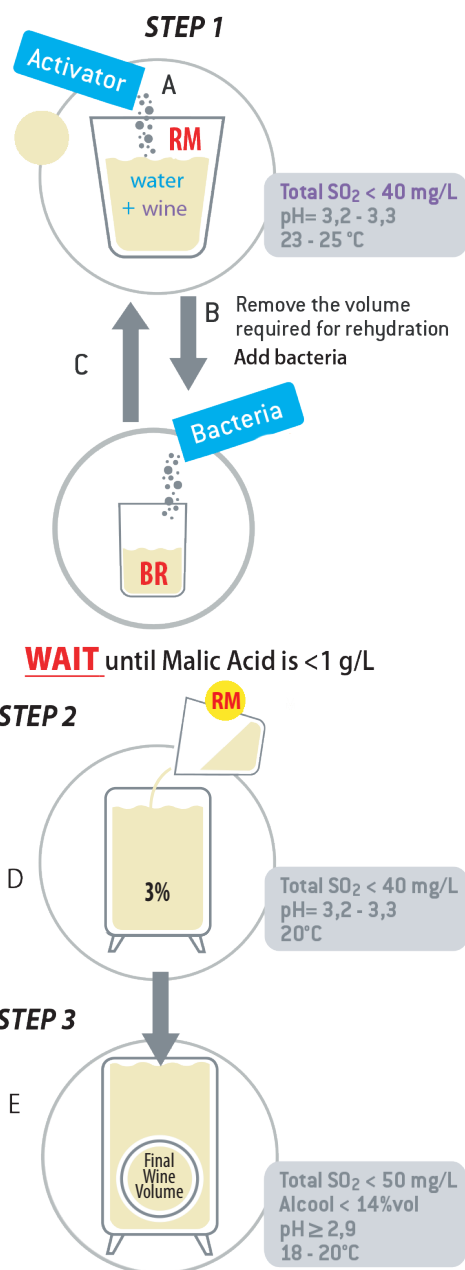 STEP 1
Activator
A
RM
water
+ wine
Total SO₂ < 40 mg/L
pH= 3,2 - 3,3
23 - 25 °C
B
Remove the volume
required for rehydration
Add bacteria
C
Bacteria
BR
WAIT until Malic Acid is <1 g/L
STEP 2
RM
D
3%
Total SO₂ < 40 mg/L
pH= 3,2 - 3,3
20°C
STEP 3
E
Final
Wine
Volume
Total SO₂ < 50 mg/L
Alcool < 14%vol
pH ≥ 2,9
18 - 20°C